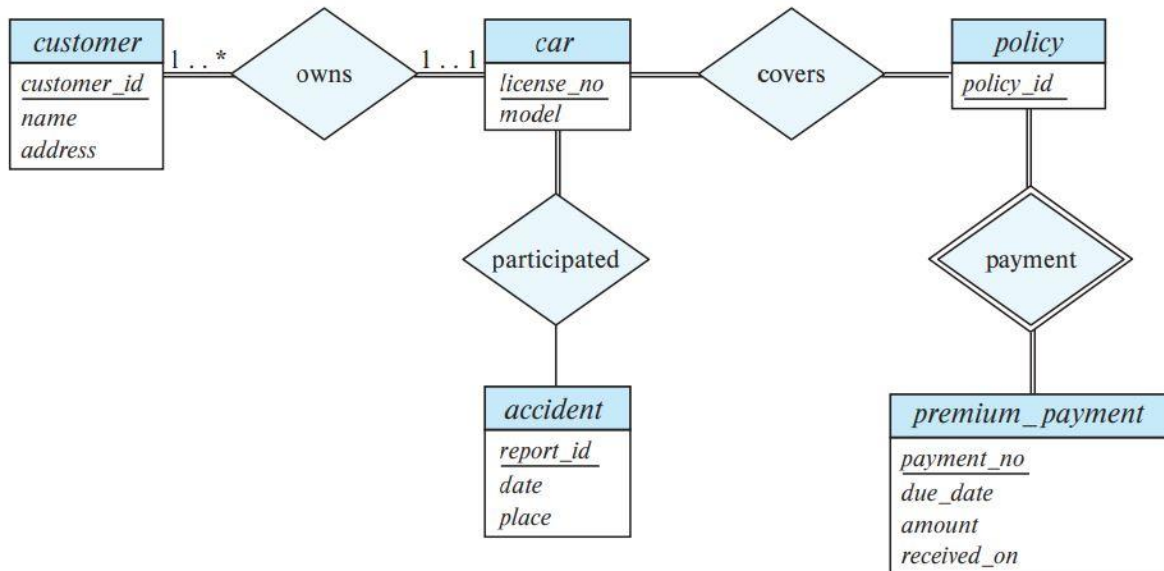 customer
customer_id
name
address
1 . . *
owns
1 . . 1
car
license_no
model
covers
policy
policy_id
participated
payment
accident
report_id
date
place
premium_payment
payment_no
due_date
amount
received_on